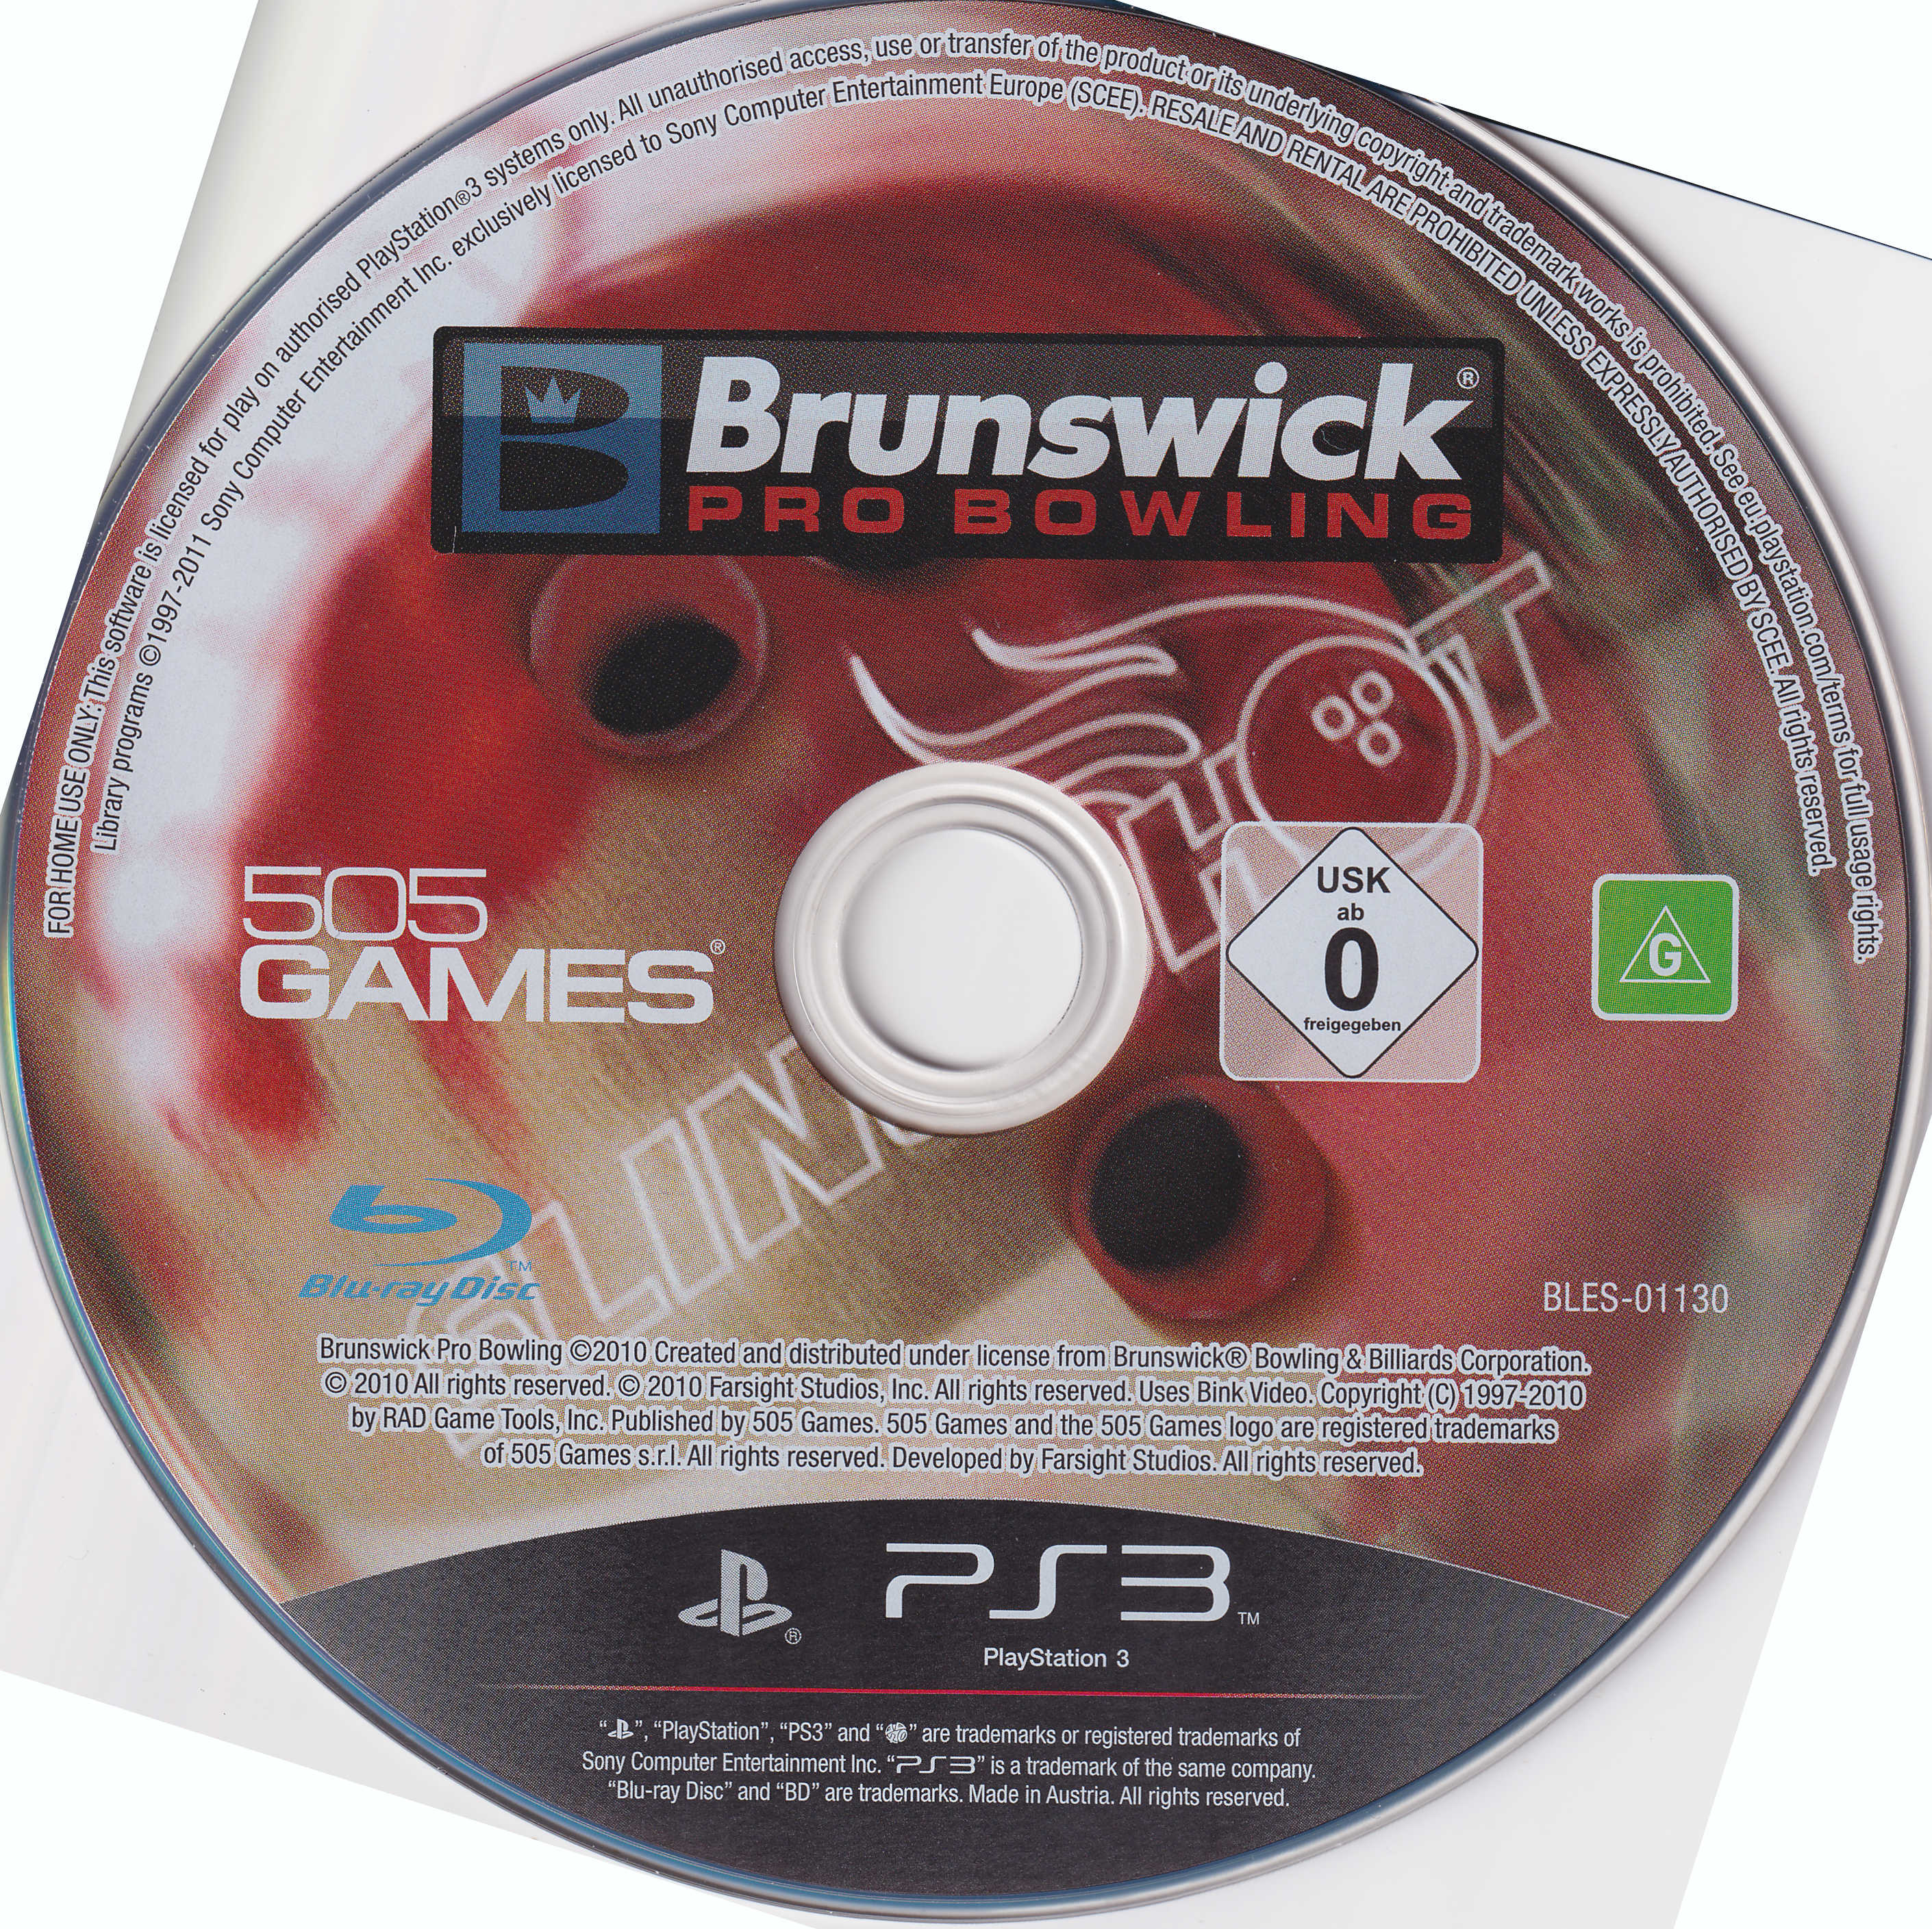 FOR HOME USE ONLY: This software is licensed for play on authorised PlayStation®3 systems only. All unauthorised access, use or transfer of the product or its underlying copyright and trademark works is prohibited. See eu.playstation.com/terms for full usage rights.
Library programs ©1997-2011 Sony Computer Entertainment Inc. exclusively licensed to Sony Computer Entertainment Europe (SCEE). RESALE AND RENTAL ARE PROHIBITED UNLESS EXPRESSLY AUTHORISED BY SCEE. All rights reserved.
B Brunswick®
PRO BOWLING
505
GAMES®
USK
ab
0
freigegeben
G
Blu-ray Disc™
BLES-01130
Brunswick Pro Bowling ©2010 Created and distributed under license from Brunswick® Bowling & Billiards Corporation.
© 2010 All rights reserved. © 2010 Farsight Studios, Inc. All rights reserved. Uses Bink Video. Copyright (C) 1997-2010
by RAD Game Tools, Inc. Published by 505 Games. 505 Games and the 505 Games logo are registered trademarks
of 505 Games s.r.l. All rights reserved. Developed by Farsight Studios. All rights reserved.
PS3™
PlayStation 3
“ ”, “PlayStation”, “PS3” and “ ” are trademarks or registered trademarks of
Sony Computer Entertainment Inc. “PS3” is a trademark of the same company.
“Blu-ray Disc” and “BD” are trademarks. Made in Austria. All rights reserved.